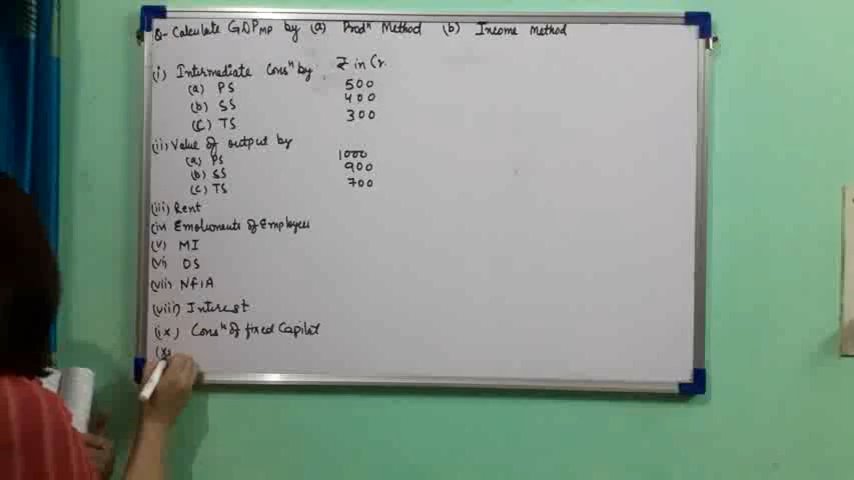 Q- Calculate GDPMP by (a) Prodn Method (b) Income Method
₹ in Cr.
(i) Intermediate Consn by
(a) PS 500
(b) SS 400
(c) TS 300
(ii) Value of output by
(a) PS 1000
(b) SS 900
(c) TS 700
(iii) Rent
(iv Emoluments of Employees
(v) MI
(vi) OS
(vii) NFIA
(viii) Interest
(ix) Consn of fixed Capital
(x)